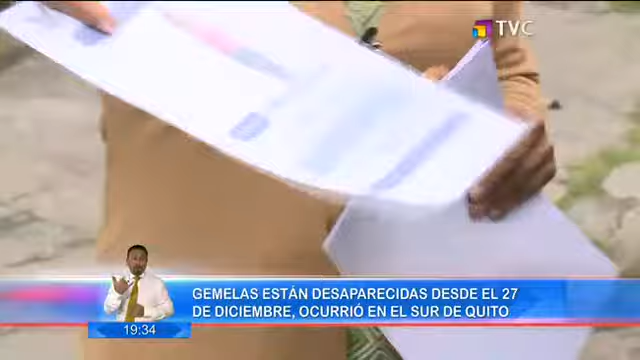 TVC
GEMELAS ESTÁN DESAPARECIDAS DESDE EL 27
DE DICIEMBRE, OCURRIÓ EN EL SUR DE QUITO
19:34